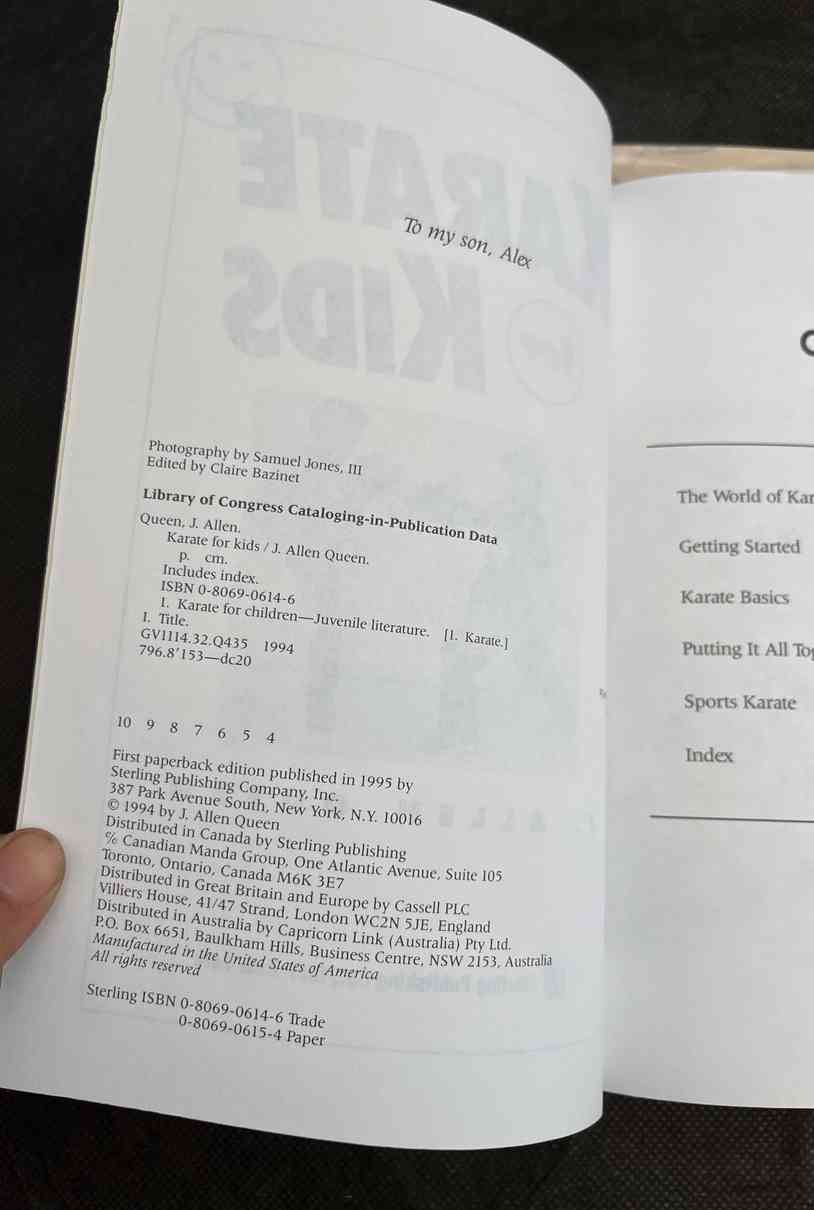 To my son, Alex
Photography by Samuel Jones, III
Edited by Claire Bazinet
Library of Congress Cataloging-in-Publication Data
Queen, J. Allen.
Karate for kids / J. Allen Queen.
p. cm.
Includes index.
ISBN 0-8069-0614-6
1. Karate for children—Juvenile literature. [1. Karate.]
I. Title.
GV1114.32.Q435 1994
796.8'153—dc20
10 9 8 7 6 5 4
First paperback edition published in 1995 by
Sterling Publishing Company, Inc.
387 Park Avenue South, New York, N.Y. 10016
© 1994 by J. Allen Queen
Distributed in Canada by Sterling Publishing
℅ Canadian Manda Group, One Atlantic Avenue, Suite 105
Toronto, Ontario, Canada M6K 3E7
Distributed in Great Britain and Europe by Cassell PLC
Villiers House, 41/47 Strand, London WC2N 5JE, England
Distributed in Australia by Capricorn Link (Australia) Pty Ltd.
P.O. Box 6651, Baulkham Hills, Business Centre, NSW 2153, Australia
Manufactured in the United States of America
All rights reserved
Sterling ISBN 0-8069-0614-6 Trade
0-8069-0615-4 Paper
The World of Kar
Getting Started
Karate Basics
Putting It All Tog
Sports Karate
Index